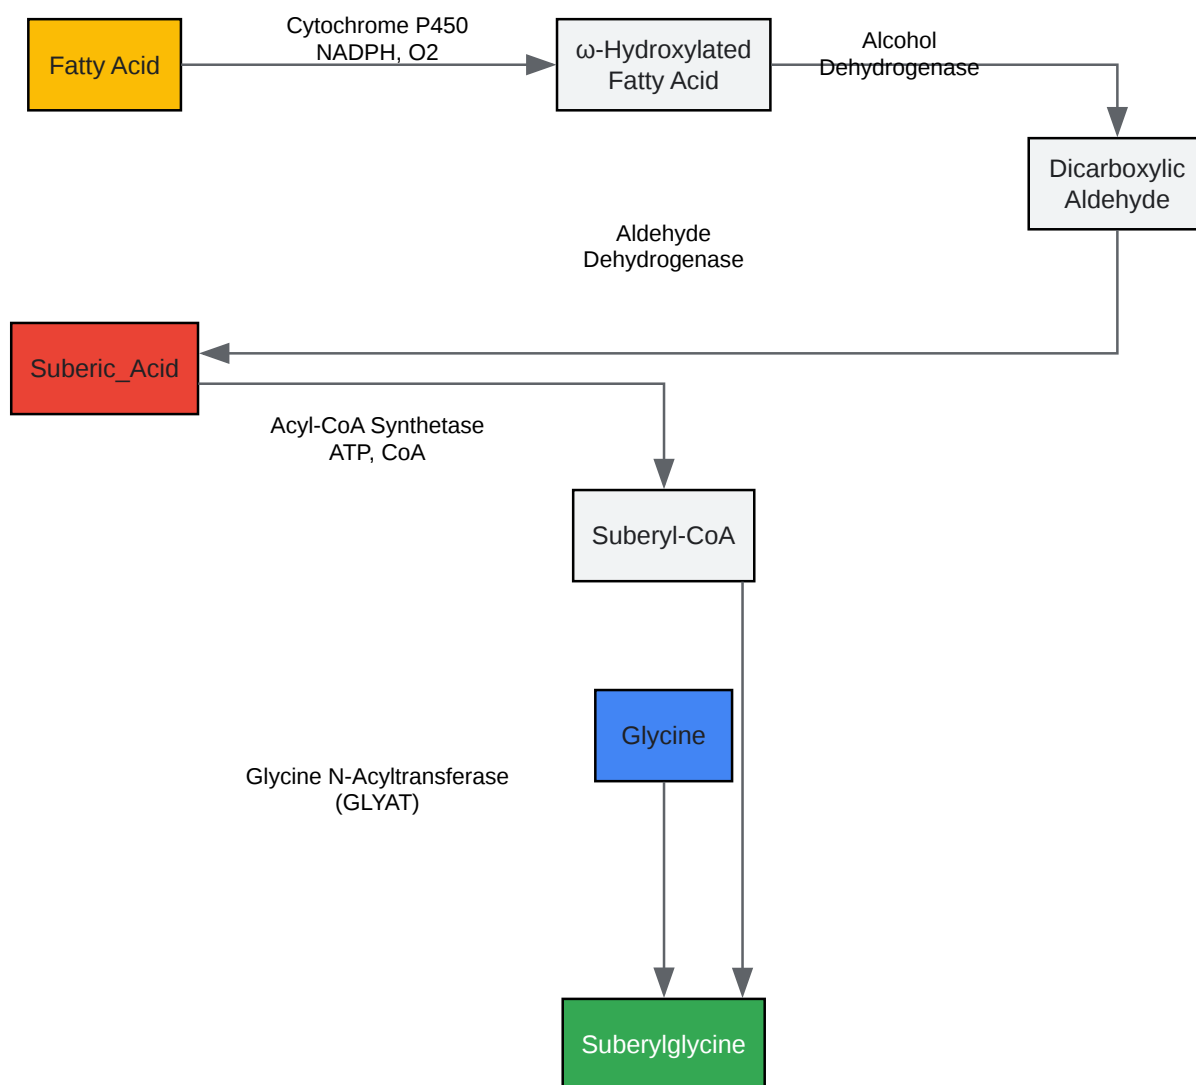 Fatty Acid
Cytochrome P450
NADPH, O2
ω-Hydroxylated
Fatty Acid
Alcohol
Dehydrogenase
Dicarboxylic
Aldehyde
Aldehyde
Dehydrogenase
Suberic_Acid
Acyl-CoA Synthetase
ATP, CoA
Suberyl-CoA
Glycine
Glycine N-Acyltransferase
(GLYAT)
Suberylglycine